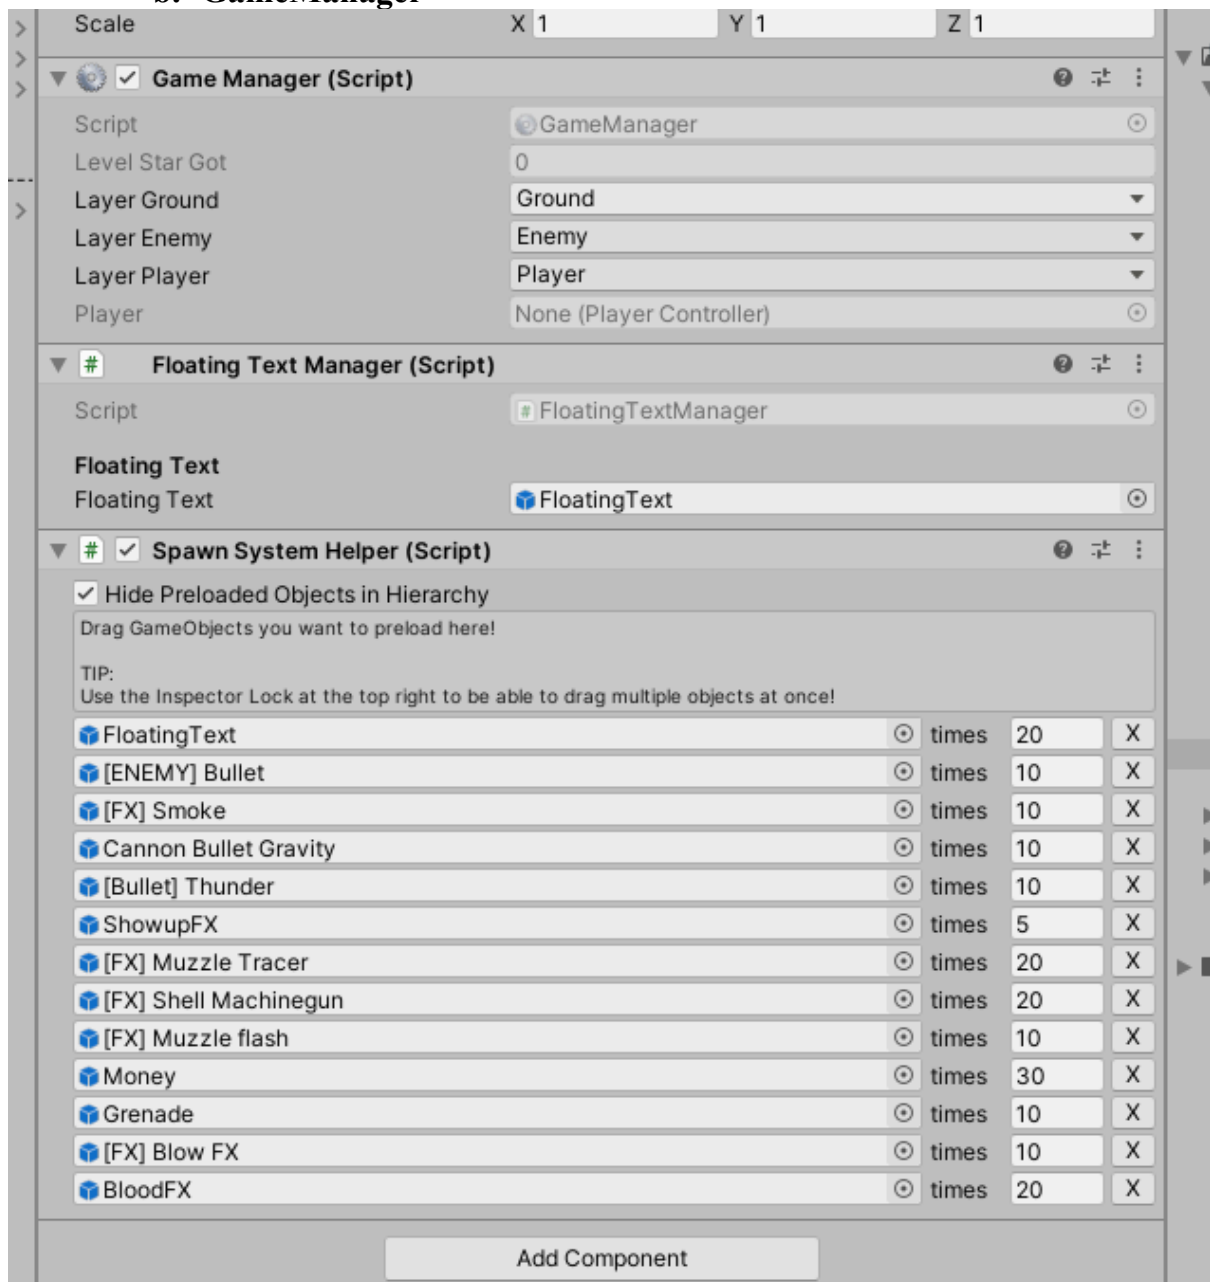 b. GameManager
Scale X 1 Y 1 Z 1
Game Manager (Script)
Script GameManager
Level Star Got 0
Layer Ground Ground
Layer Enemy Enemy
Layer Player Player
Player None (Player Controller)
# Floating Text Manager (Script)
Script # FloatingTextManager
Floating Text
Floating Text FloatingText
# Spawn System Helper (Script)
Hide Preloaded Objects in Hierarchy
Drag GameObjects you want to preload here!
TIP:
Use the Inspector Lock at the top right to be able to drag multiple objects at once!
FloatingText times 20 X
[ENEMY] Bullet times 10 X
[FX] Smoke times 10 X
Cannon Bullet Gravity times 10 X
[Bullet] Thunder times 10 X
ShowupFX times 5 X
[FX] Muzzle Tracer times 20 X
[FX] Shell Machinegun times 20 X
[FX] Muzzle flash times 10 X
Money times 30 X
Grenade times 10 X
[FX] Blow FX times 10 X
BloodFX times 20 X
Add Component